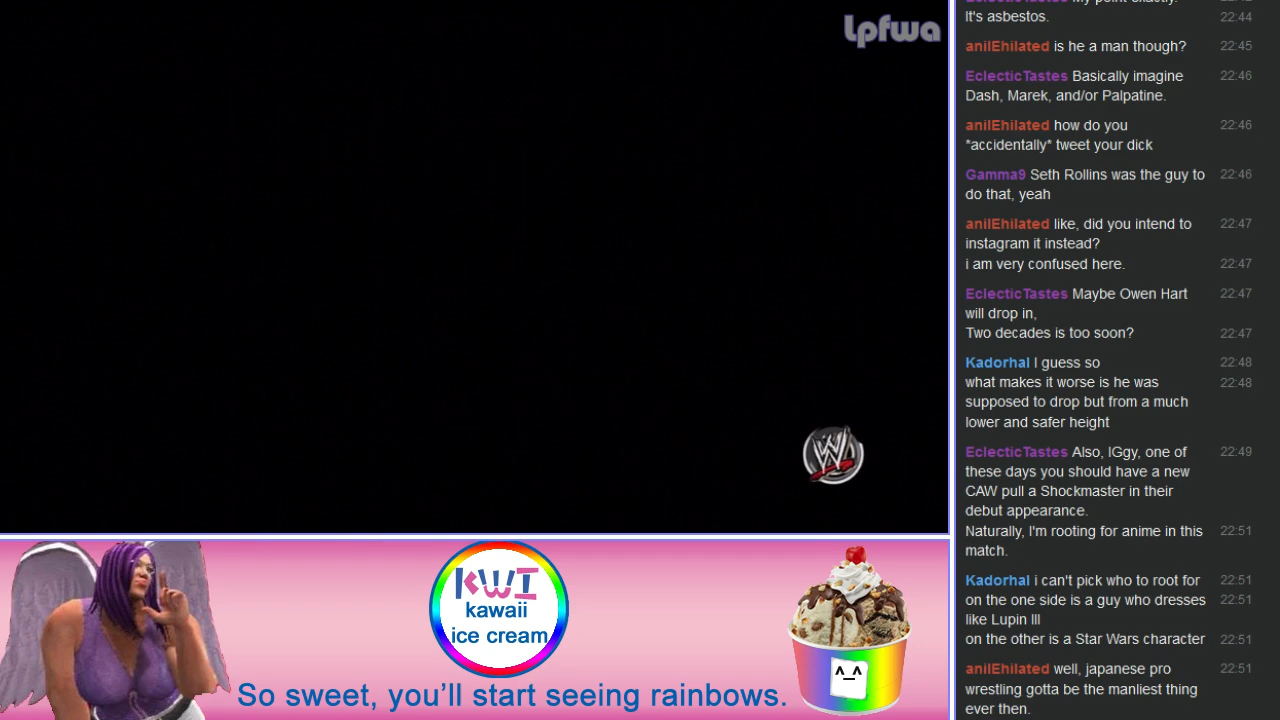 lpfwa
W
KWI
kawaii
ice cream
^_^
So sweet, you'll start seeing rainbows.
It's asbestos. 22:44
anilEhilated is he a man though? 22:45
EclecticTastes Basically imagine 22:46
Dash, Marek, and/or Palpatine.
anilEhilated how do you 22:46
*accidentally* tweet your dick
Gamma9 Seth Rollins was the guy to 22:46
do that, yeah
anilEhilated like, did you intend to 22:47
instagram it instead?
i am very confused here. 22:47
EclecticTastes Maybe Owen Hart 22:47
will drop in,
Two decades is too soon? 22:47
Kadorhal I guess so 22:48
what makes it worse is he was 22:48
supposed to drop but from a much
lower and safer height
EclecticTastes Also, IGgy, one of 22:49
these days you should have a new
CAW pull a Shockmaster in their
debut appearance.
Naturally, I'm rooting for anime in this 22:51
match.
Kadorhal i can't pick who to root for 22:51
on the one side is a guy who dresses 22:51
like Lupin III
on the other is a Star Wars character 22:51
anilEhilated well, japanese pro 22:51
wrestling gotta be the manliest thing
ever then.